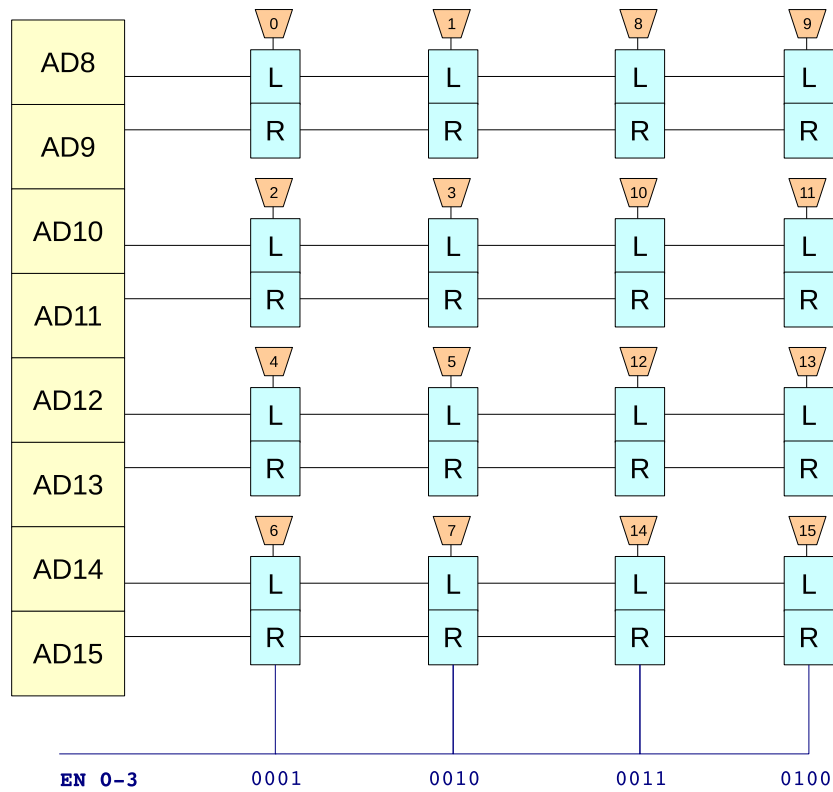 0 1 8 9
AD8 L L L L
AD9 R R R R
2 3 10 11
AD10 L L L L
AD11 R R R R
4 5 12 13
AD12 L L L L
AD13 R R R R
6 7 14 15
AD14 L L L L
AD15 R R R R
EN 0-3 0001 0010 0011 0100